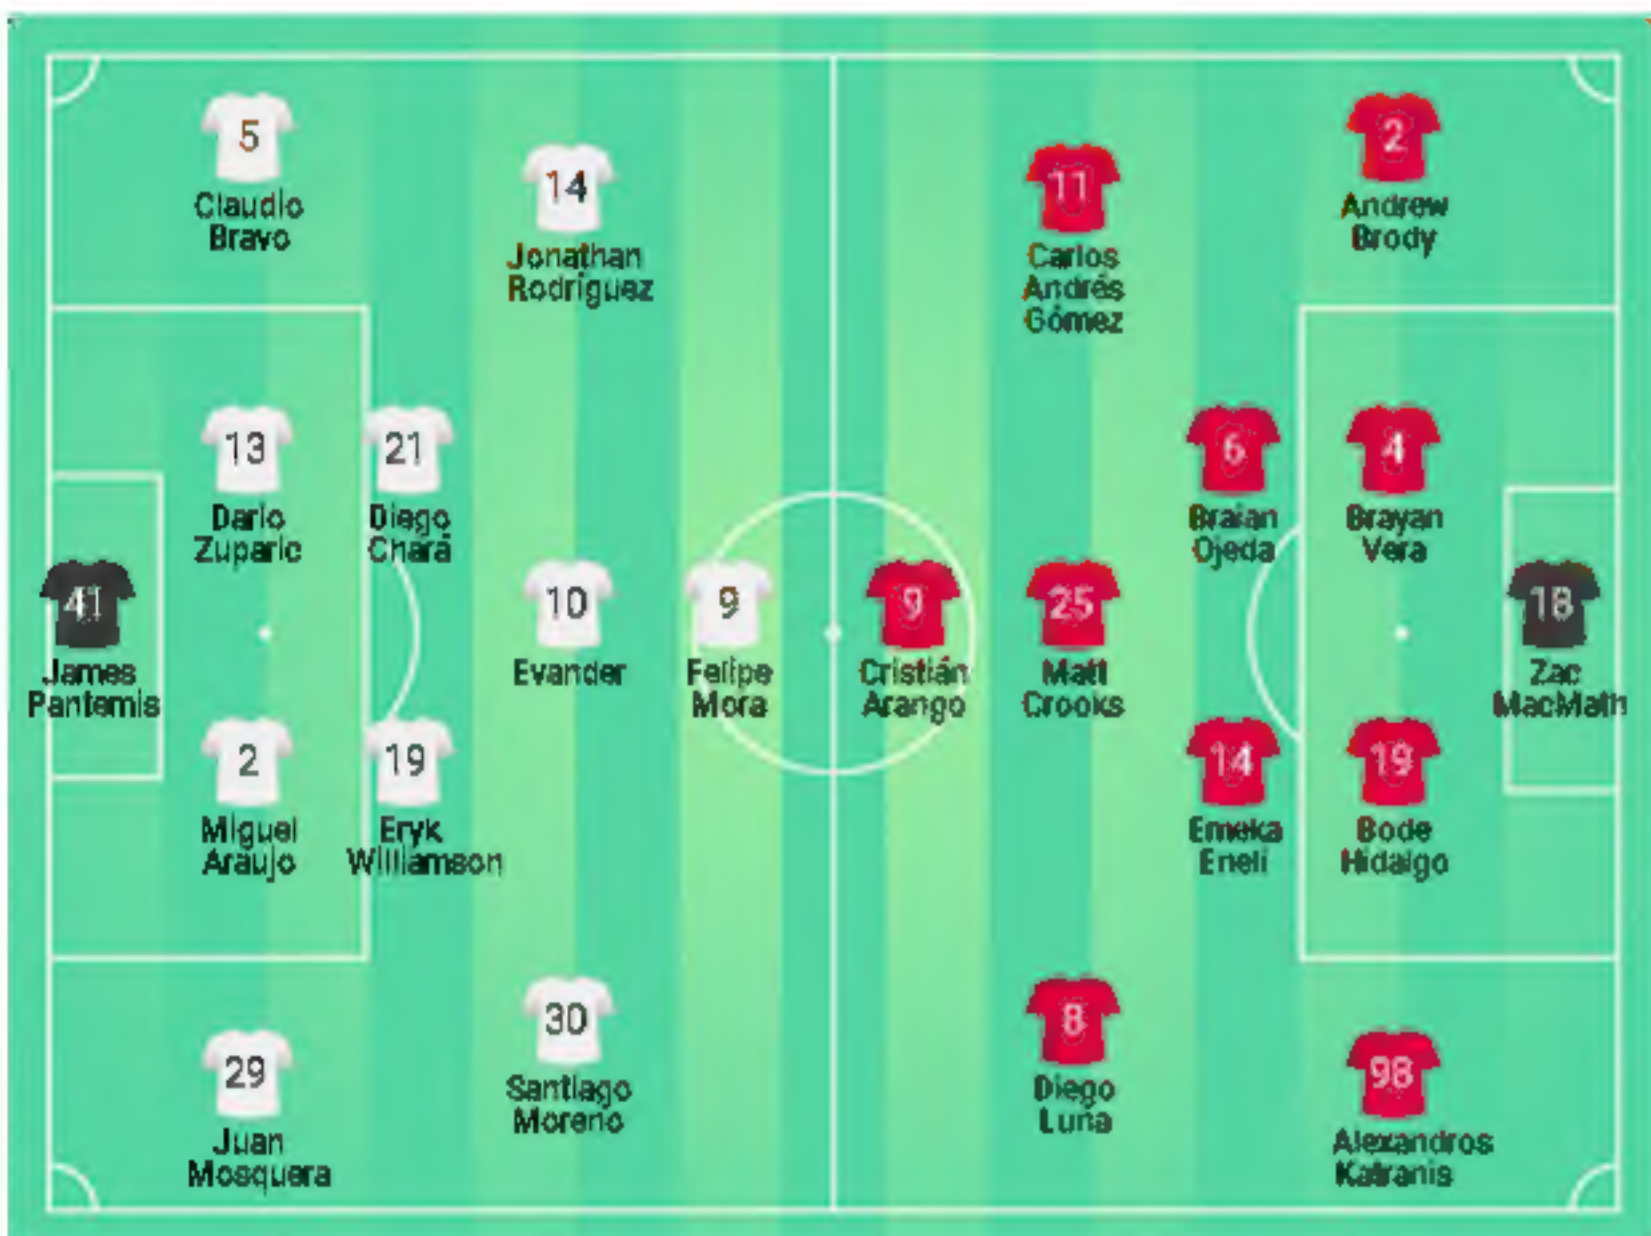 5
Claudio
Bravo
14
Jonathan
Rodríguez
11
Carlos
Andrés
Gómez
2
Andrew
Brody
13
Dario
Zuparic
21
Diego
Chará
6
Braian
Ojeda
4
Brayan
Vera
41
James
Pantemis
10
Evander
9
Felipe
Mora
9
Cristián
Arango
25
Matt
Crooks
18
Zac
MacMath
2
Miguel
Araujo
19
Eryk
Williamson
14
Emeka
Eneli
19
Bode
Hidalgo
29
Juan
Mosquera
30
Santiago
Moreno
8
Diego
Luna
98
Alexandros
Katranis